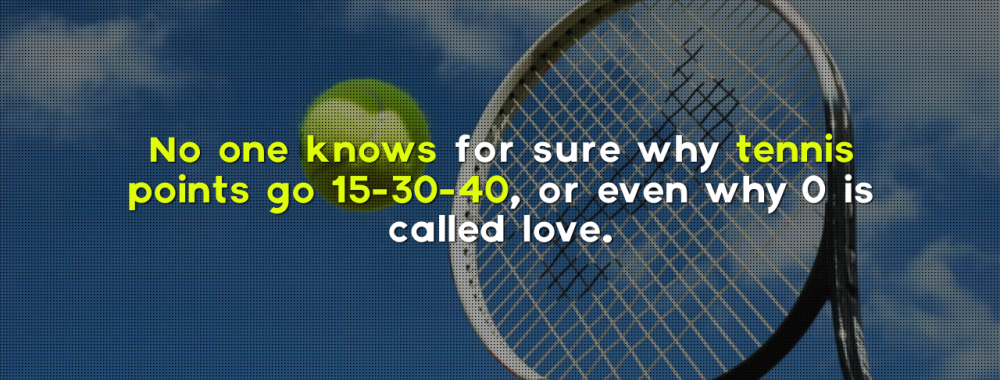 No one knows for sure why tennis
points go 15-30-40, or even why 0 is
called love.